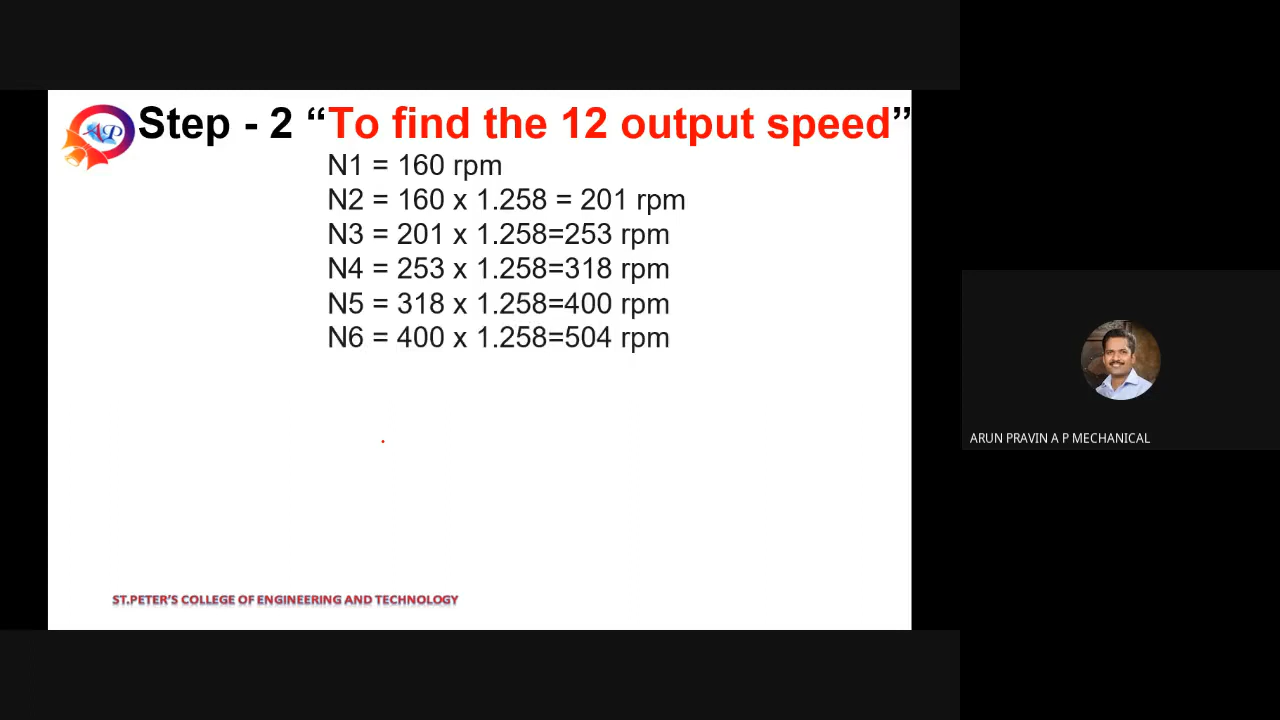 AP
Step - 2 “To find the 12 output speed”
N1 = 160 rpm
N2 = 160 x 1.258 = 201 rpm
N3 = 201 x 1.258=253 rpm
N4 = 253 x 1.258=318 rpm
N5 = 318 x 1.258=400 rpm
N6 = 400 x 1.258=504 rpm
ARUN PRAVIN A P MECHANICAL
ST.PETER'S COLLEGE OF ENGINEERING AND TECHNOLOGY